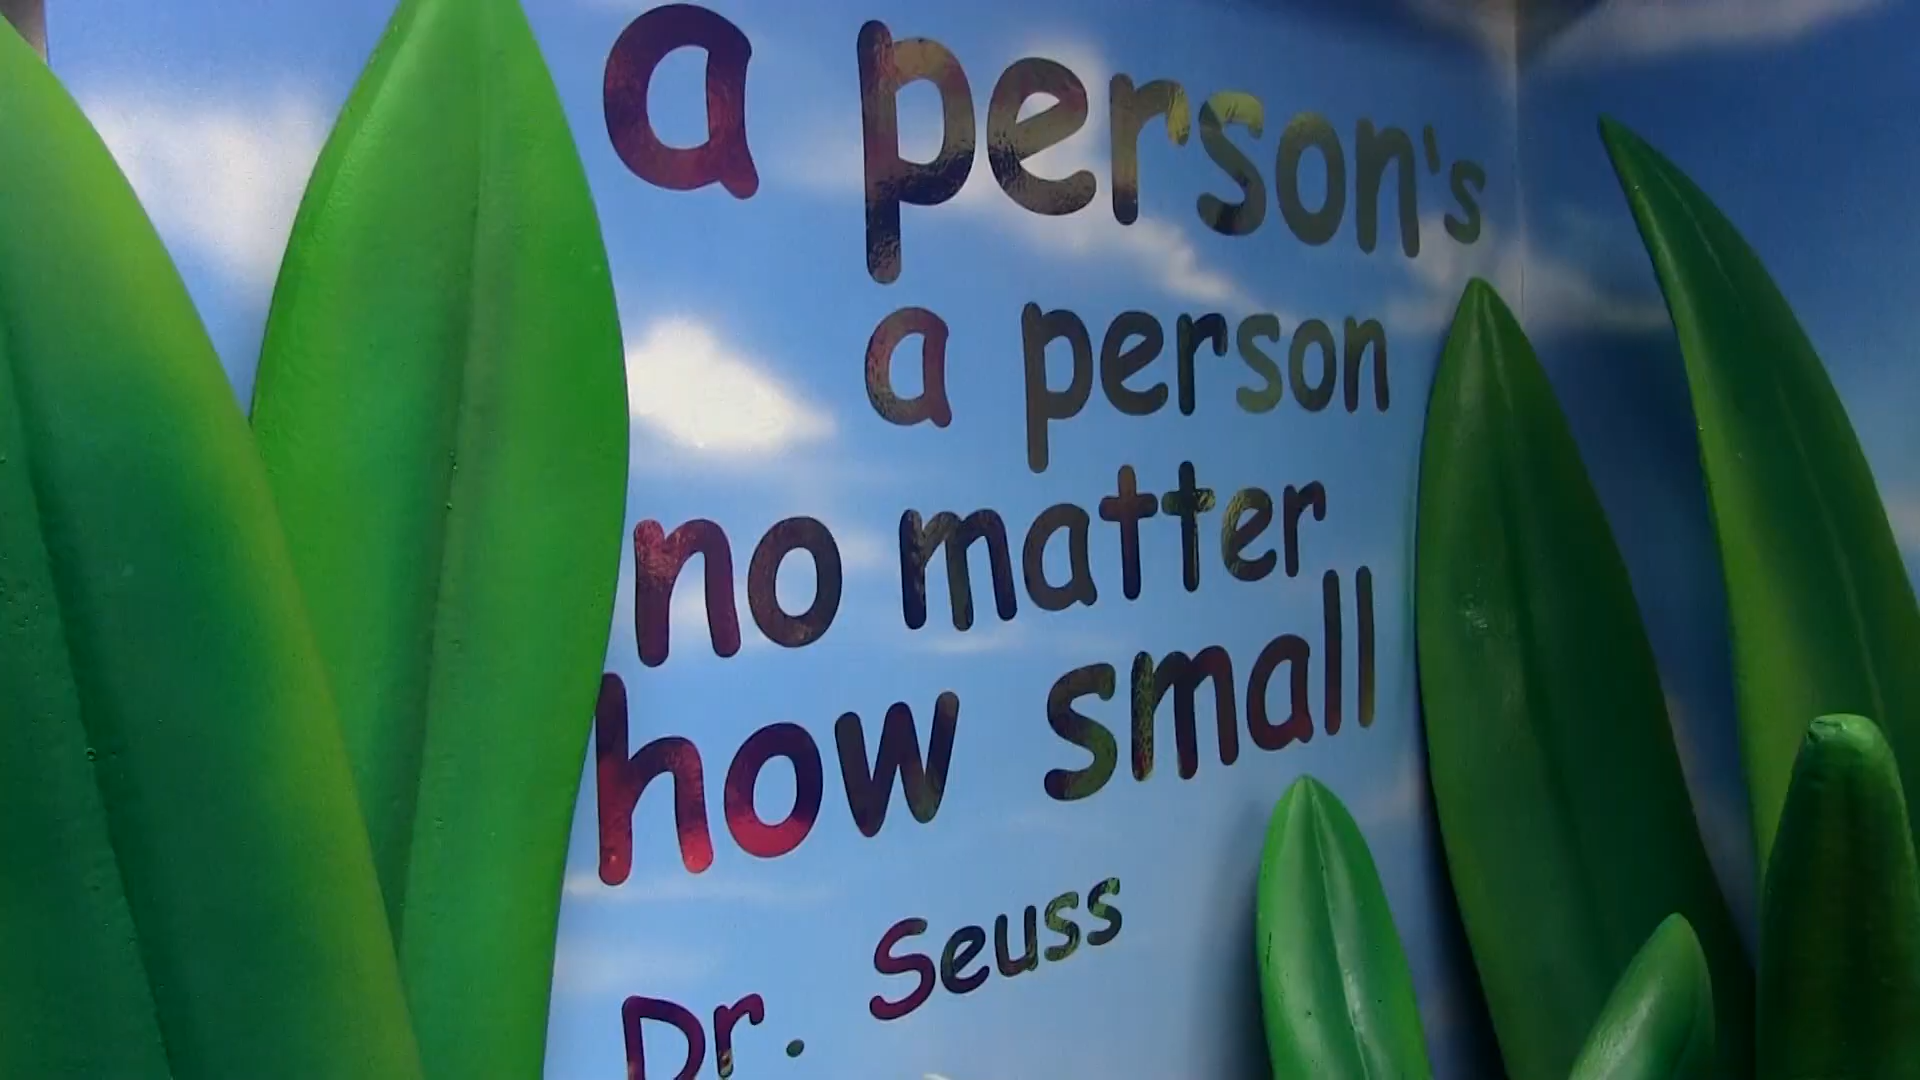 a person's
a person
no matter
how small
Dr. Seuss